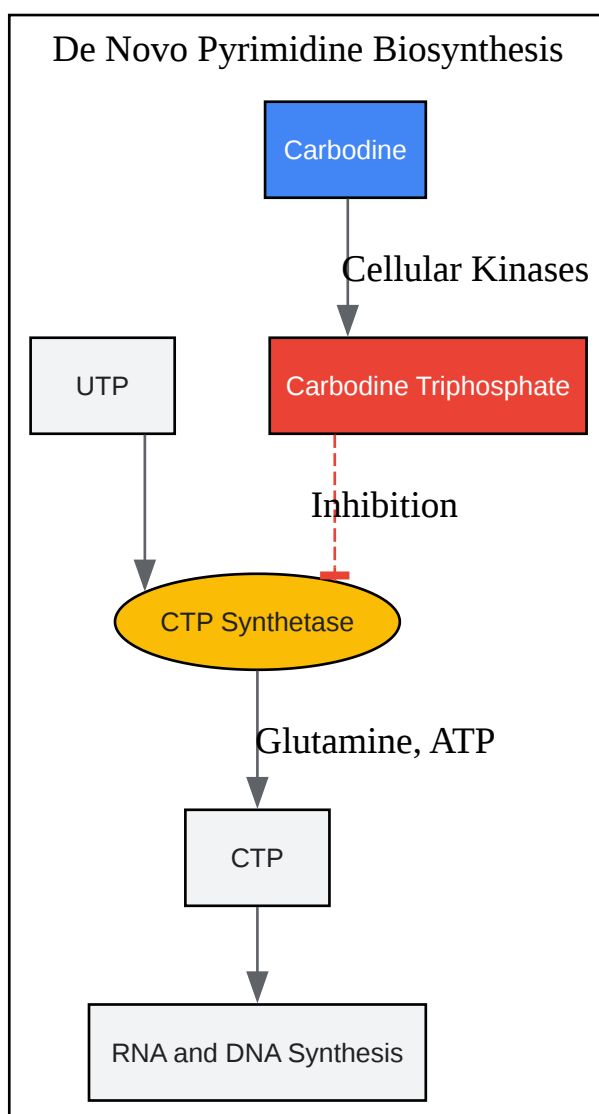 De Novo Pyrimidine Biosynthesis
Carbodine
Cellular Kinases
UTP
Carbodine Triphosphate
Inhibition
CTP Synthetase
Glutamine, ATP
CTP
RNA and DNA Synthesis